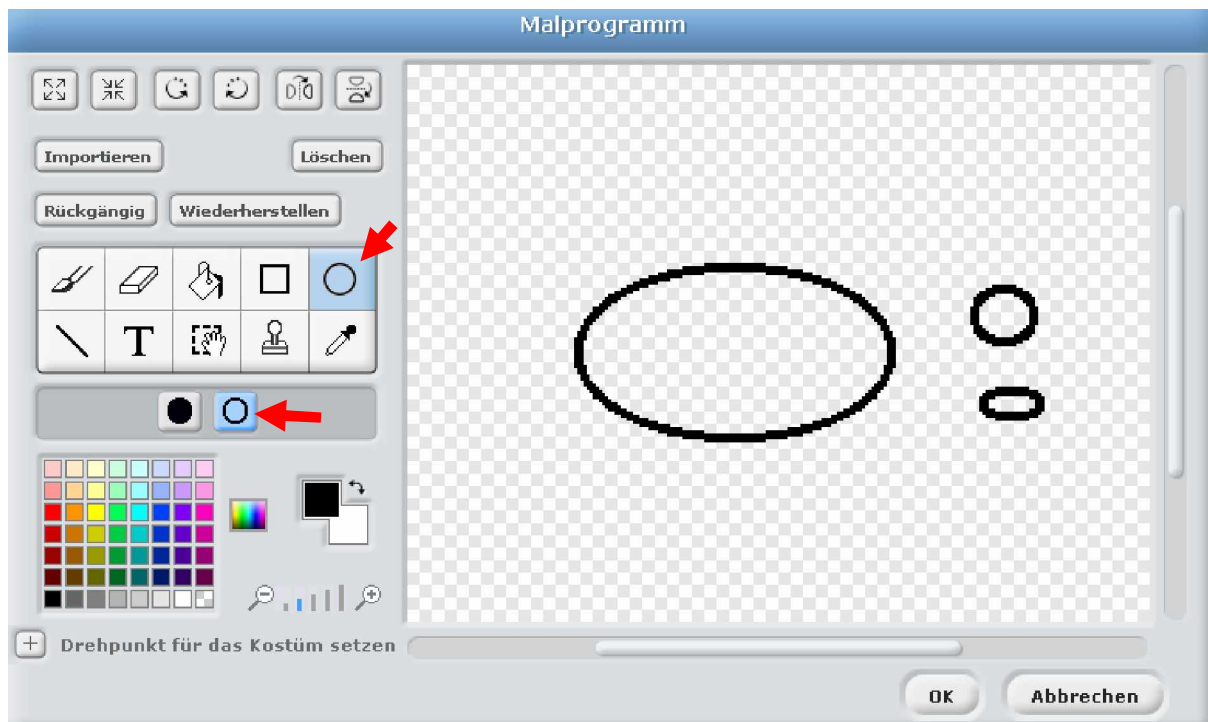 Malprogramm
Importieren
Löschen
Rückgängig
Wiederherstellen
T
Drehpunkt für das Kostüm setzen
OK
Abbrechen